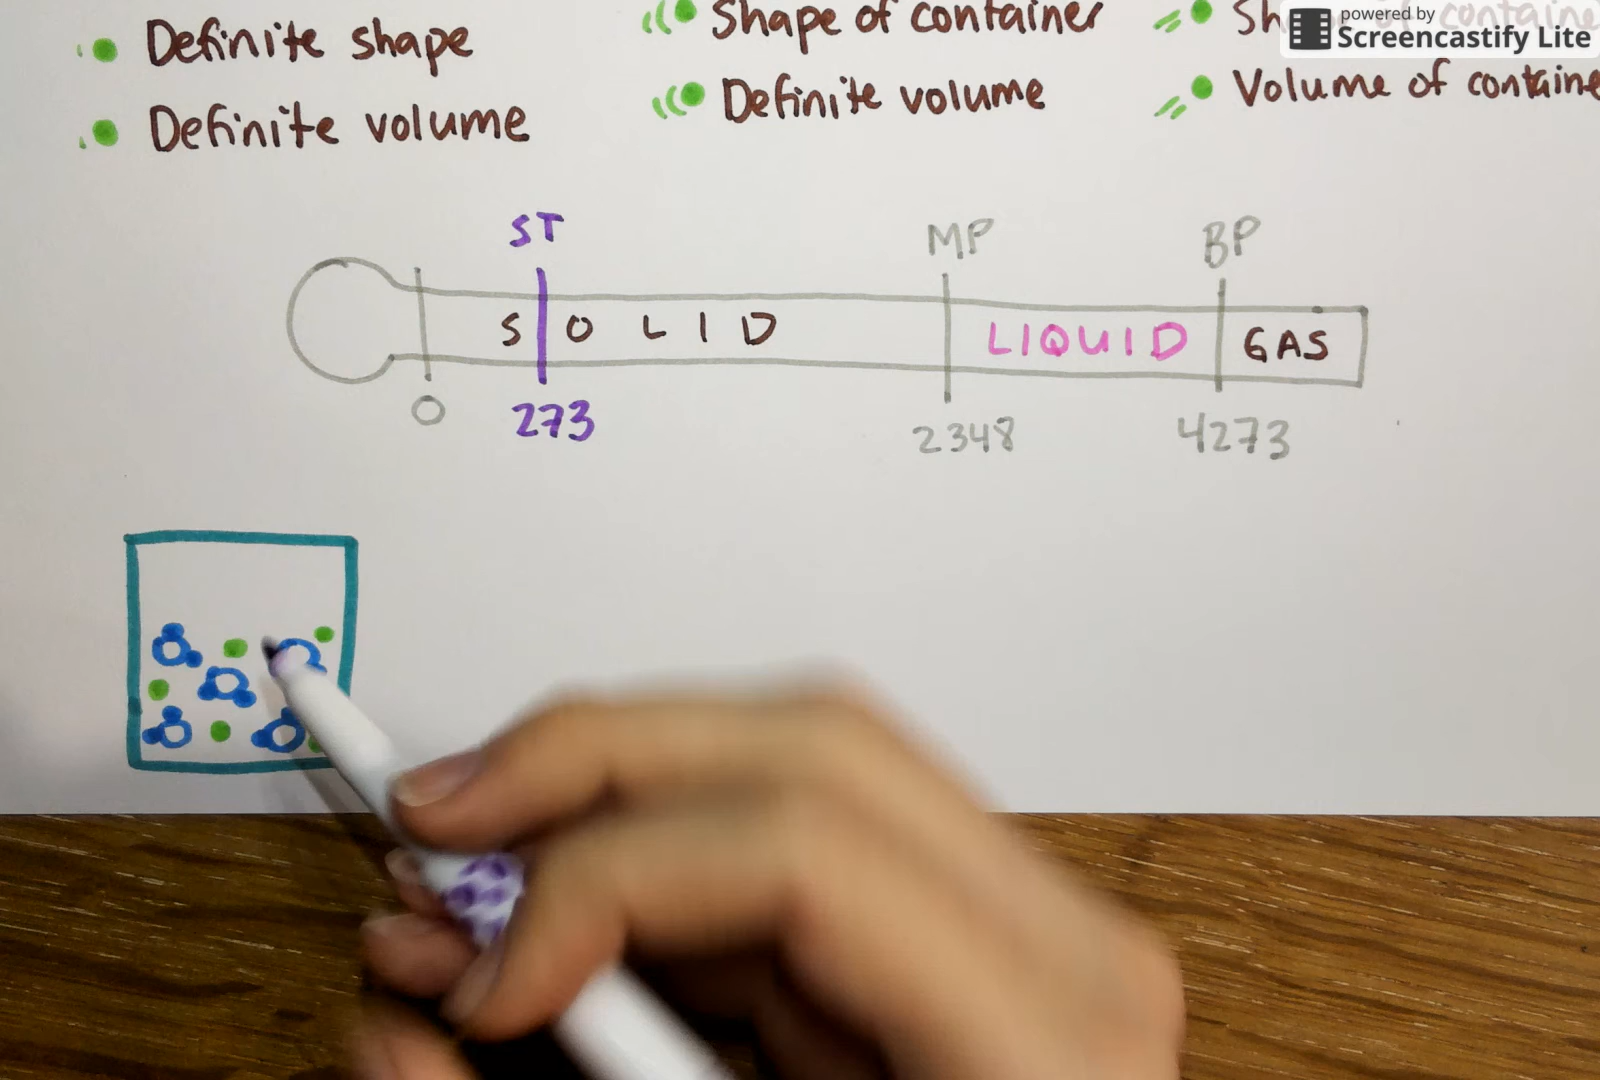 Shape of container
powered by
Screencastify Lite
Definite shape
Definite volume
Volume of containe
Definite volume
ST
MP
BP
SOLID
LIQUID
GAS
0
273
2348
4273